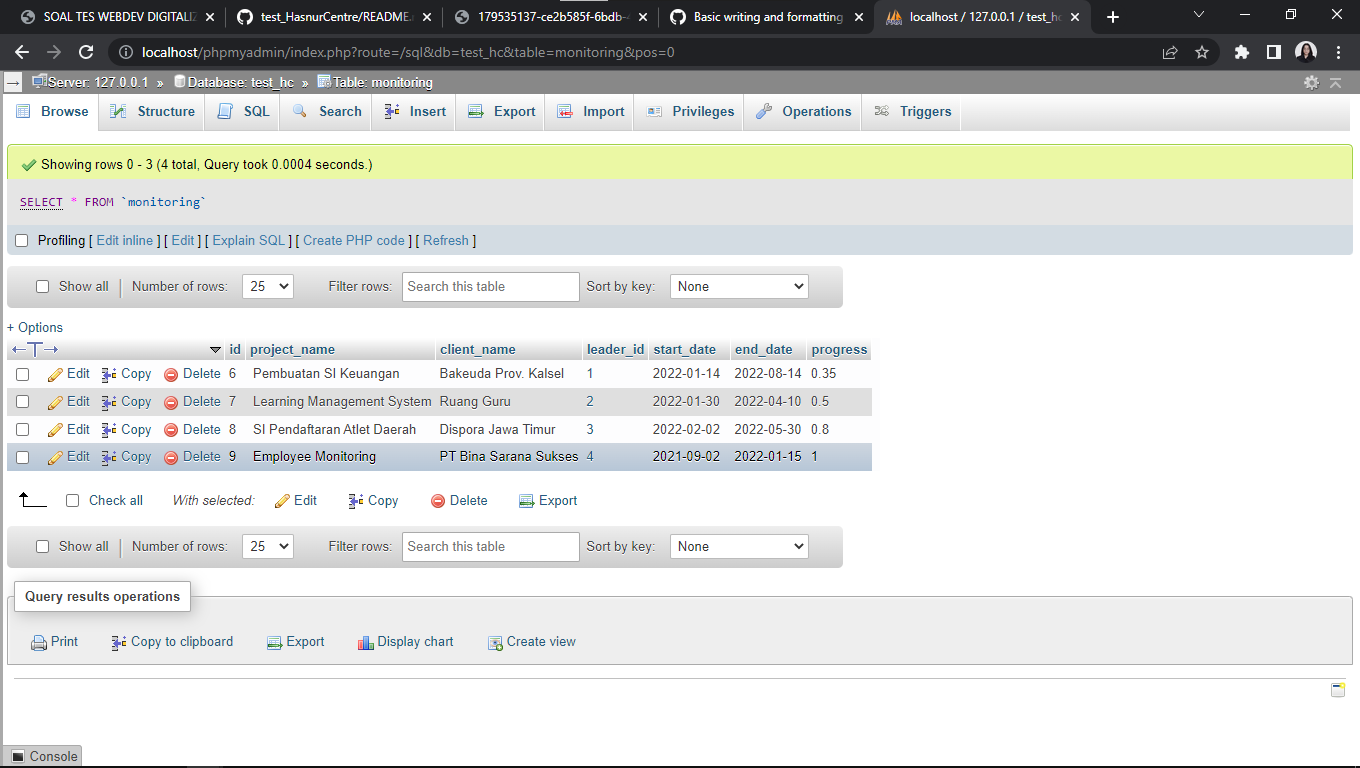 SOAL TES WEBDEV DIGITALIZ
test_HasnurCentre/README.
179535137-ce2b585f-6bdb-
Basic writing and formatting
localhost / 127.0.0.1 / test_hc
localhost/phpmyadmin/index.php?route=/sql&db=test_hc&table=monitoring&pos=0
Server: 127.0.0.1 » Database: test_hc » Table: monitoring
Browse Structure SQL Search Insert Export Import Privileges Operations Triggers
Showing rows 0 - 3 (4 total, Query took 0.0004 seconds.)
SELECT * FROM `monitoring`
Profiling [ Edit inline ] [ Edit ] [ Explain SQL ] [ Create PHP code ] [ Refresh ]
Show all Number of rows: 25 Filter rows: Search this table Sort by key: None
+ Options
id project_name client_name leader_id start_date end_date progress
Edit Copy Delete 6 Pembuatan SI Keuangan Bakeuda Prov. Kalsel 1 2022-01-14 2022-08-14 0.35
Edit Copy Delete 7 Learning Management System Ruang Guru 2 2022-01-30 2022-04-10 0.5
Edit Copy Delete 8 SI Pendaftaran Atlet Daerah Dispora Jawa Timur 3 2022-02-02 2022-05-30 0.8
Edit Copy Delete 9 Employee Monitoring PT Bina Sarana Sukses 4 2021-09-02 2022-01-15 1
Check all With selected: Edit Copy Delete Export
Show all Number of rows: 25 Filter rows: Search this table Sort by key: None
Query results operations
Print Copy to clipboard Export Display chart Create view
Console